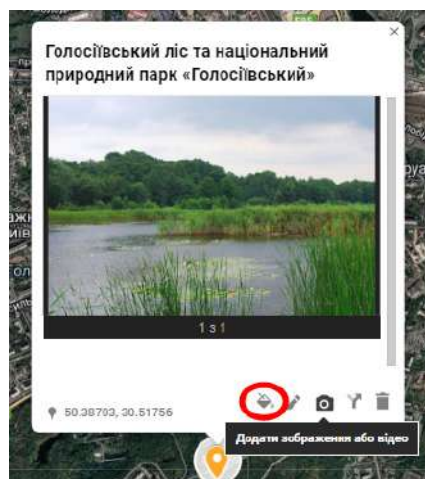 Голосіївський ліс та національний
природний парк «Голосіївський»
1 з 1
50.38703, 30.51756
Додати зображення або відео